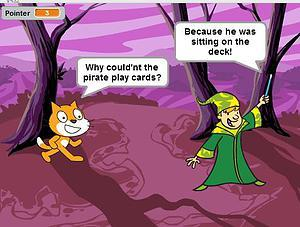 Pointer 3
Why could'nt the
pirate play cards?
Because he was
sitting on the
deck!